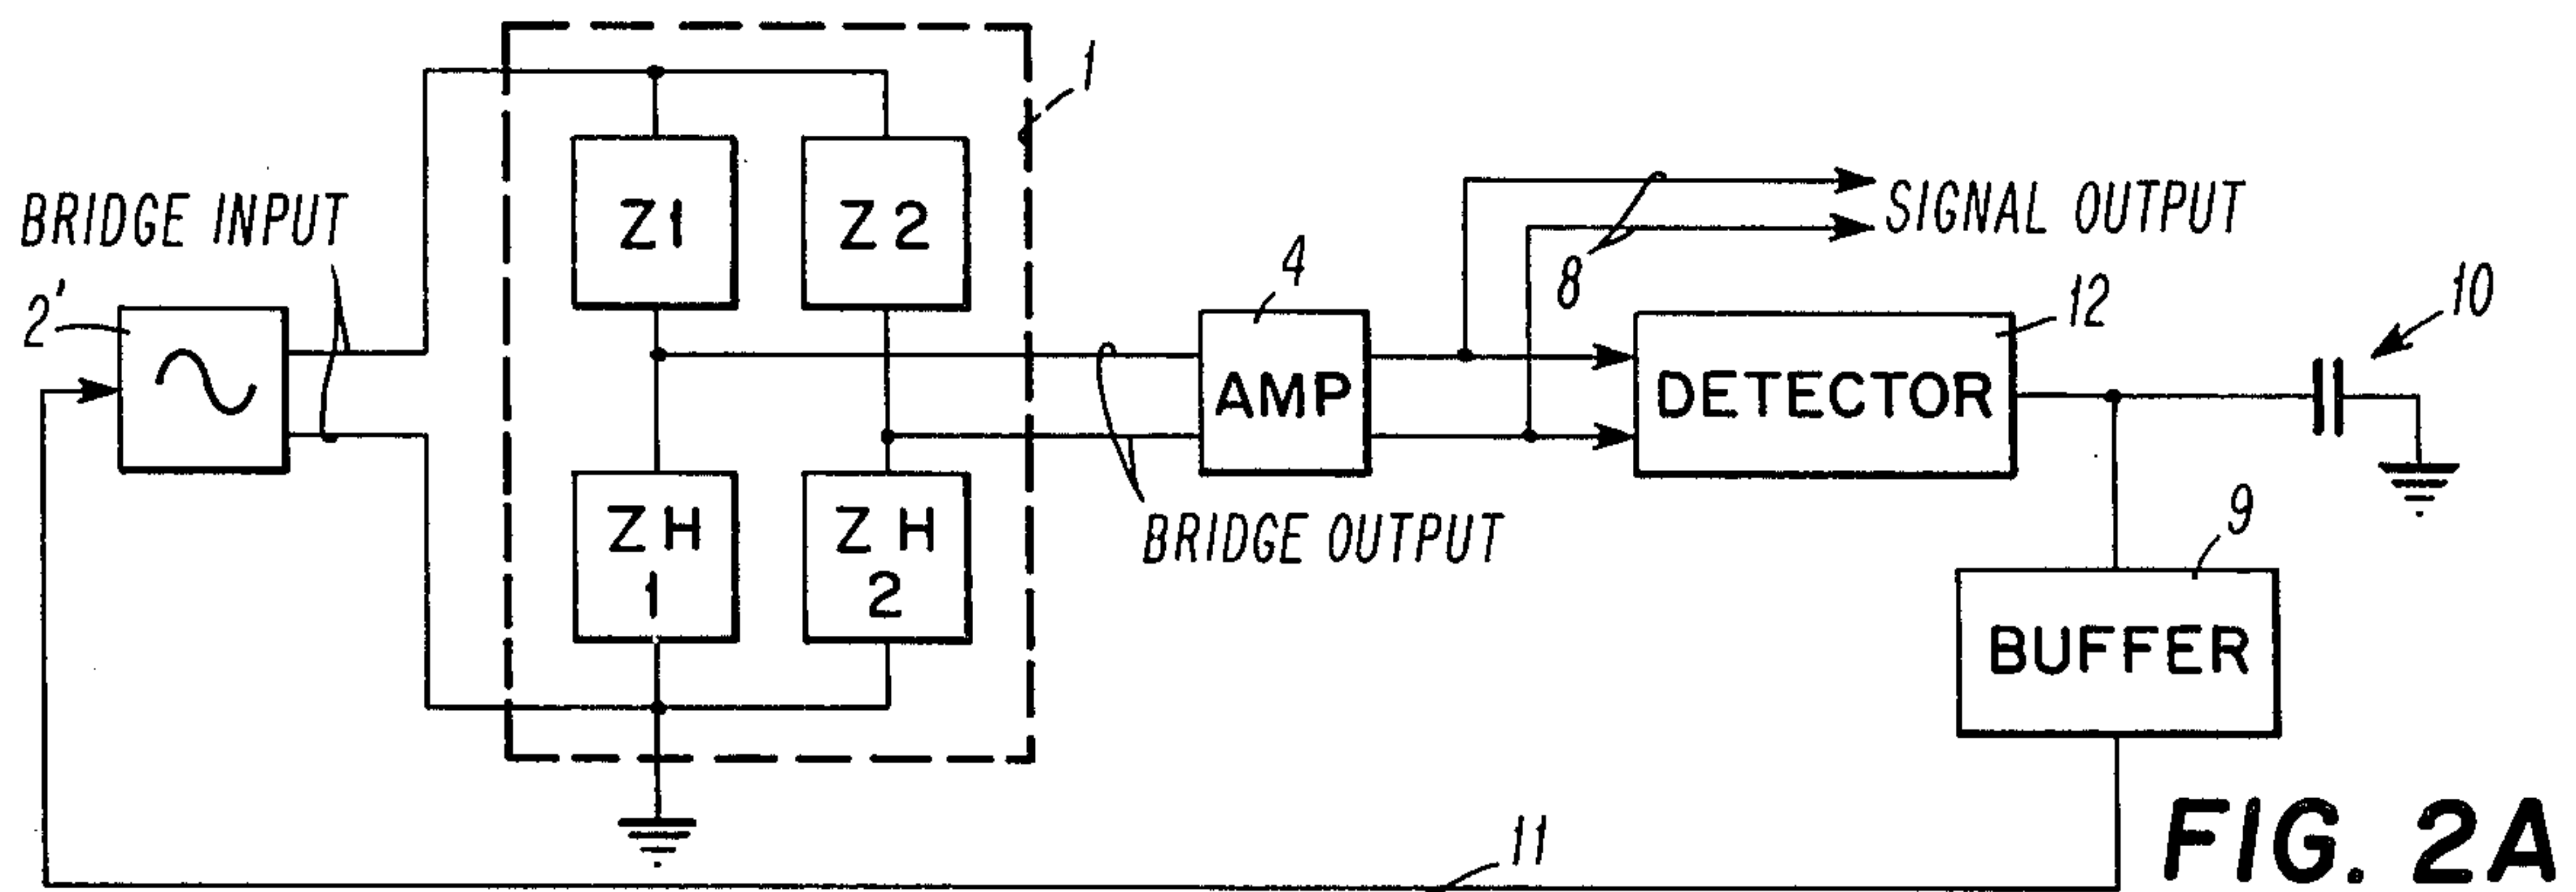 1
BRIDGE INPUT
2'
Z1
Z2
ZH
1
ZH
2
4
AMP
BRIDGE OUTPUT
8
SIGNAL OUTPUT
DETECTOR
12
10
9
BUFFER
11
FIG. 2A